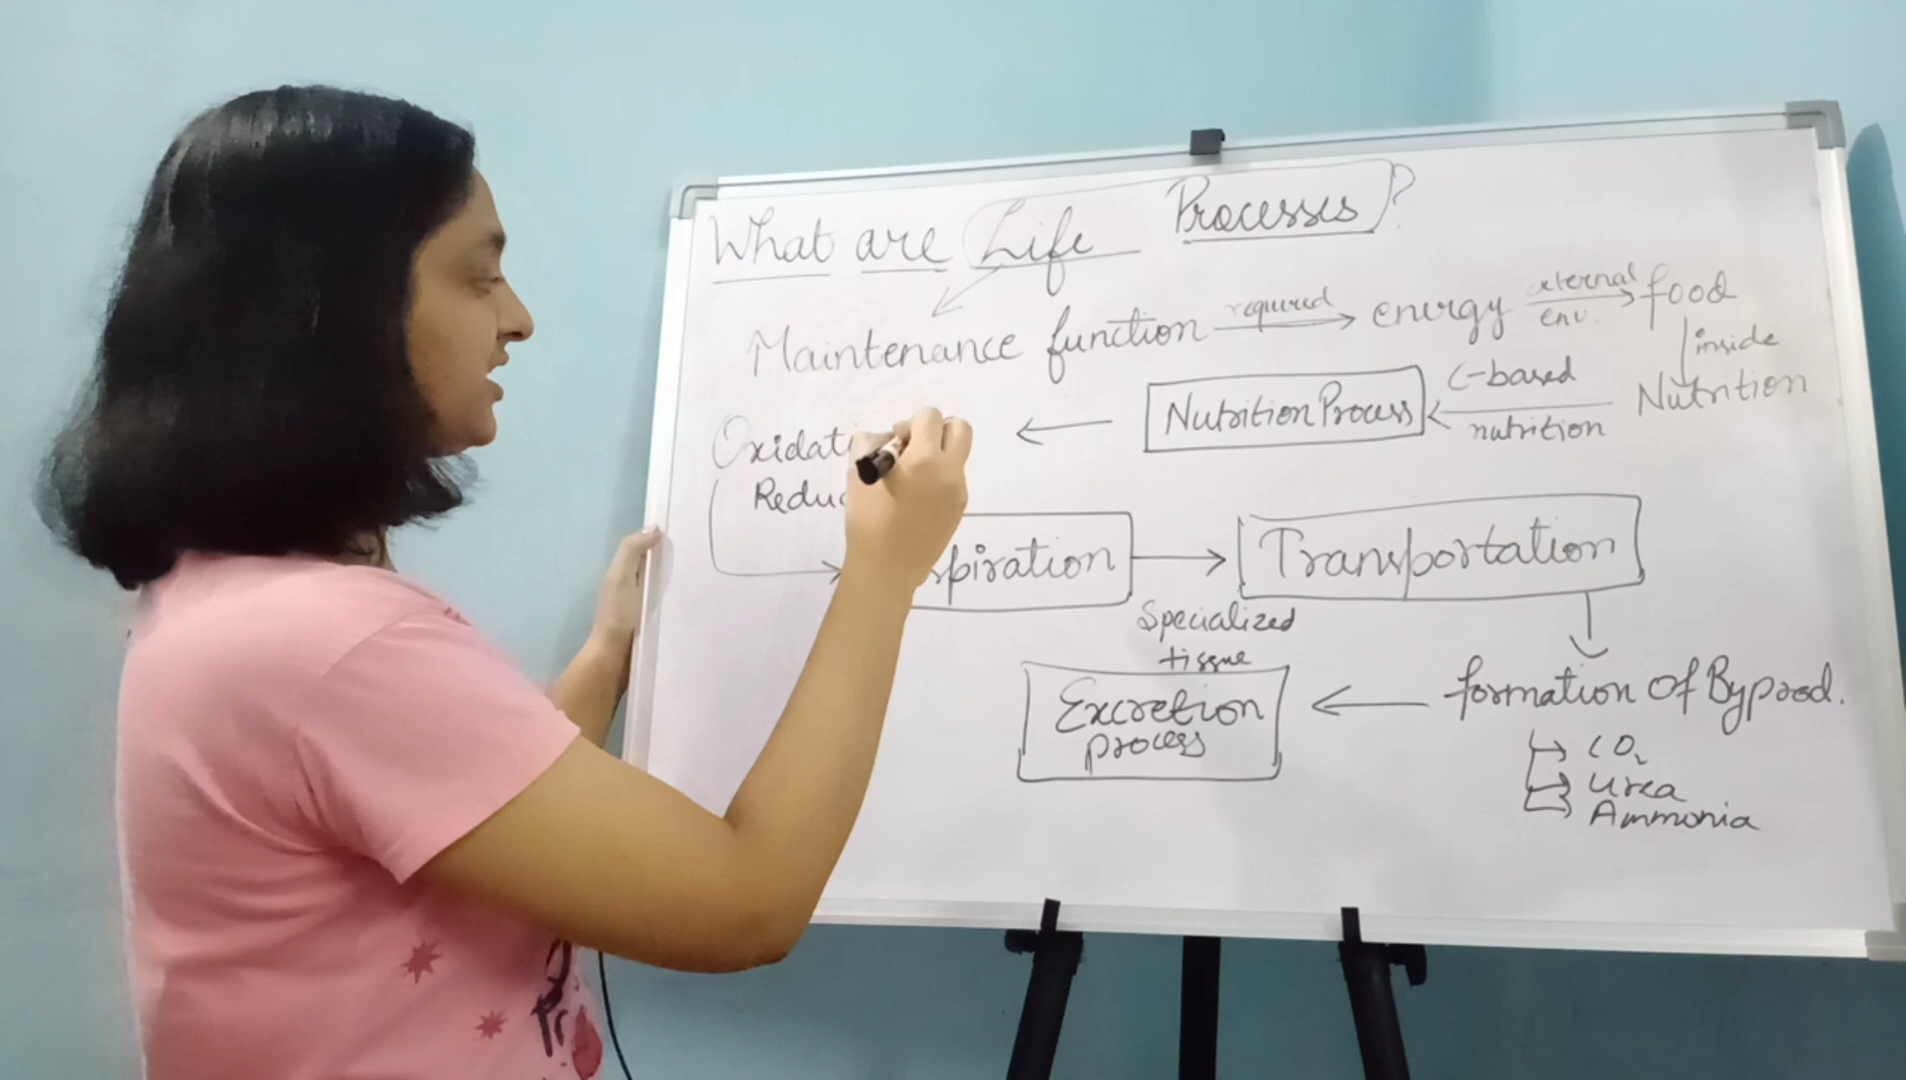 What are Life Processes?
Maintenance function required energy external env. food
inside
C-based
Nutrition Process nutrition Nutrition
Oxidat
Reduc
spiration Transportation
Specialized
tissue
Excretion formation of Byprod.
process
CO₂
Urea
Ammonia